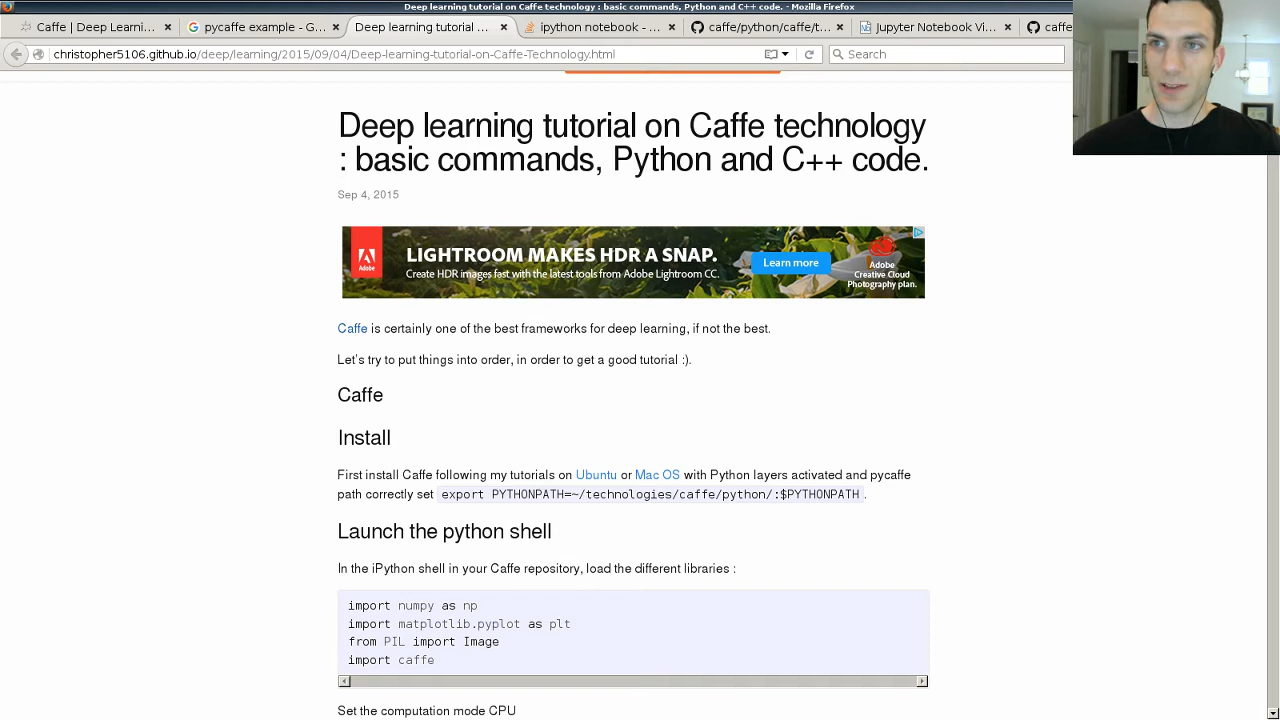 Deep learning tutorial on Caffe technology : basic commands, Python and C++ code. - Mozilla Firefox
Caffe | Deep Learni... ×
pycaffe example - G... ×
Deep learning tutorial ... ×
ipython notebook - ... ×
caffe/python/caffe/t... ×
Jupyter Notebook Vi... ×
caffe
christopher5106.github.io/deep/learning/2015/09/04/Deep-learning-tutorial-on-Caffe-Technology.html
Search
Deep learning tutorial on Caffe technology
: basic commands, Python and C++ code.
Sep 4, 2015
Adobe
LIGHTROOM MAKES HDR A SNAP.
Create HDR images fast with the latest tools from Adobe Lightroom CC.
Learn more
Adobe
Creative Cloud
Photography plan.
Caffe is certainly one of the best frameworks for deep learning, if not the best.
Let's try to put things into order, in order to get a good tutorial :).
Caffe
Install
First install Caffe following my tutorials on Ubuntu or Mac OS with Python layers activated and pycaffe
path correctly set export PYTHONPATH=~/technologies/caffe/python/:$PYTHONPATH.
Launch the python shell
In the iPython shell in your Caffe repository, load the different libraries :
import numpy as np
import matplotlib.pyplot as plt
from PIL import Image
import caffe
Set the computation mode CPU